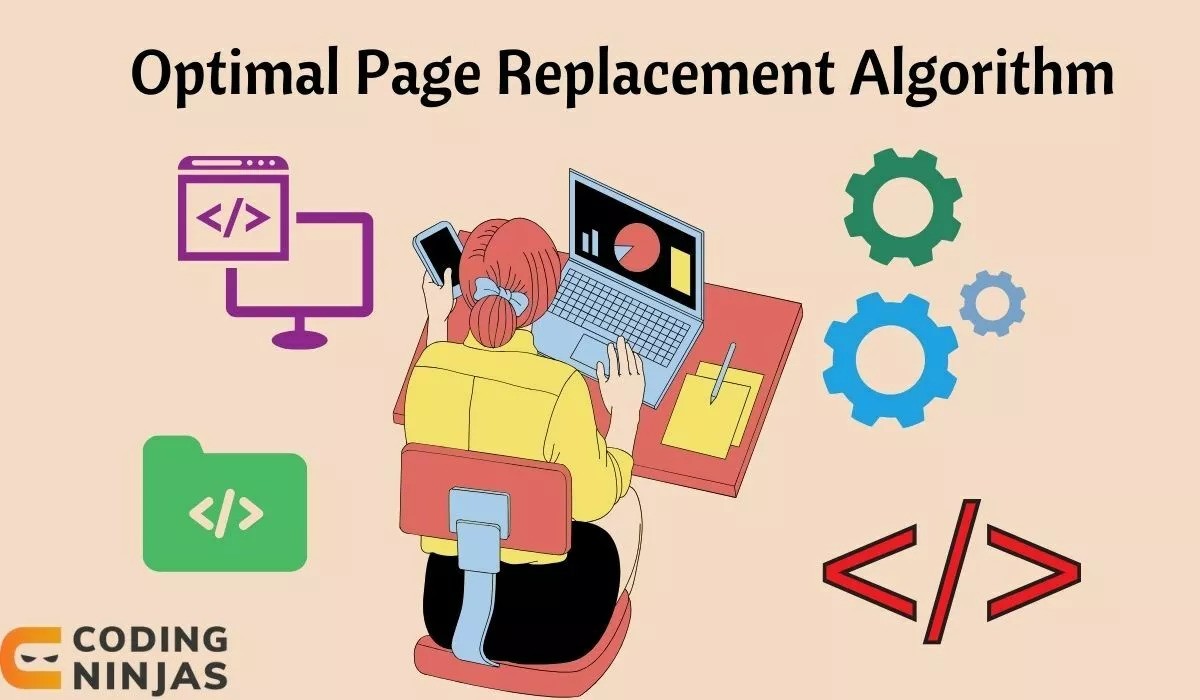 Optimal Page Replacement Algorithm
</>
</>
</>
CODING
NINJAS